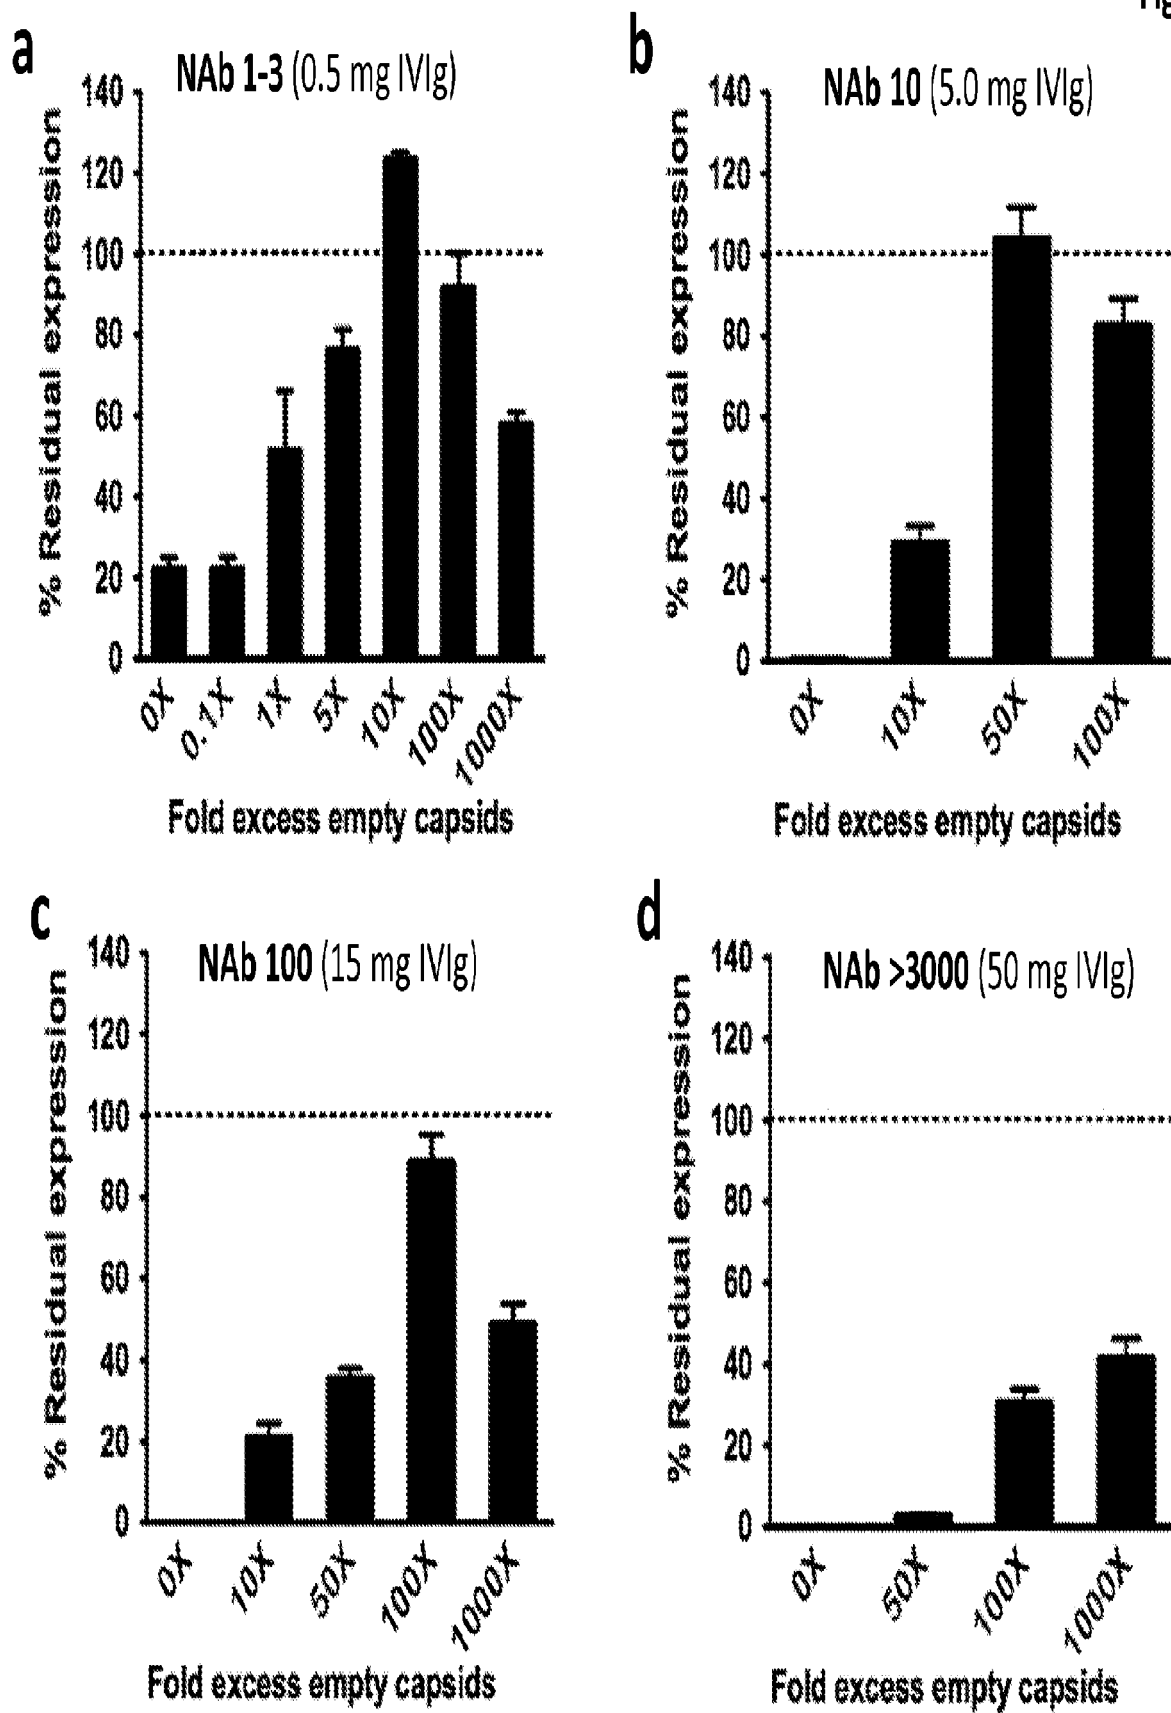 Fig
a
NAb 1-3 (0.5 mg IVIg)
% Residual expression
140
120
100
80
60
40
20
0
0X
0.1X
1X
5X
10X
100X
1000X
Fold excess empty capsids
b
NAb 10 (5.0 mg IVIg)
% Residual expression
140
120
100
80
60
40
20
0
0X
10X
50X
100X
Fold excess empty capsids
c
NAb 100 (15 mg IVIg)
% Residual expression
140
120
100
80
60
40
20
0
0X
10X
50X
100X
1000X
Fold excess empty capsids
d
NAb >3000 (50 mg IVIg)
% Residual expression
140
120
100
80
60
40
20
0
0X
50X
100X
1000X
Fold excess empty capsids